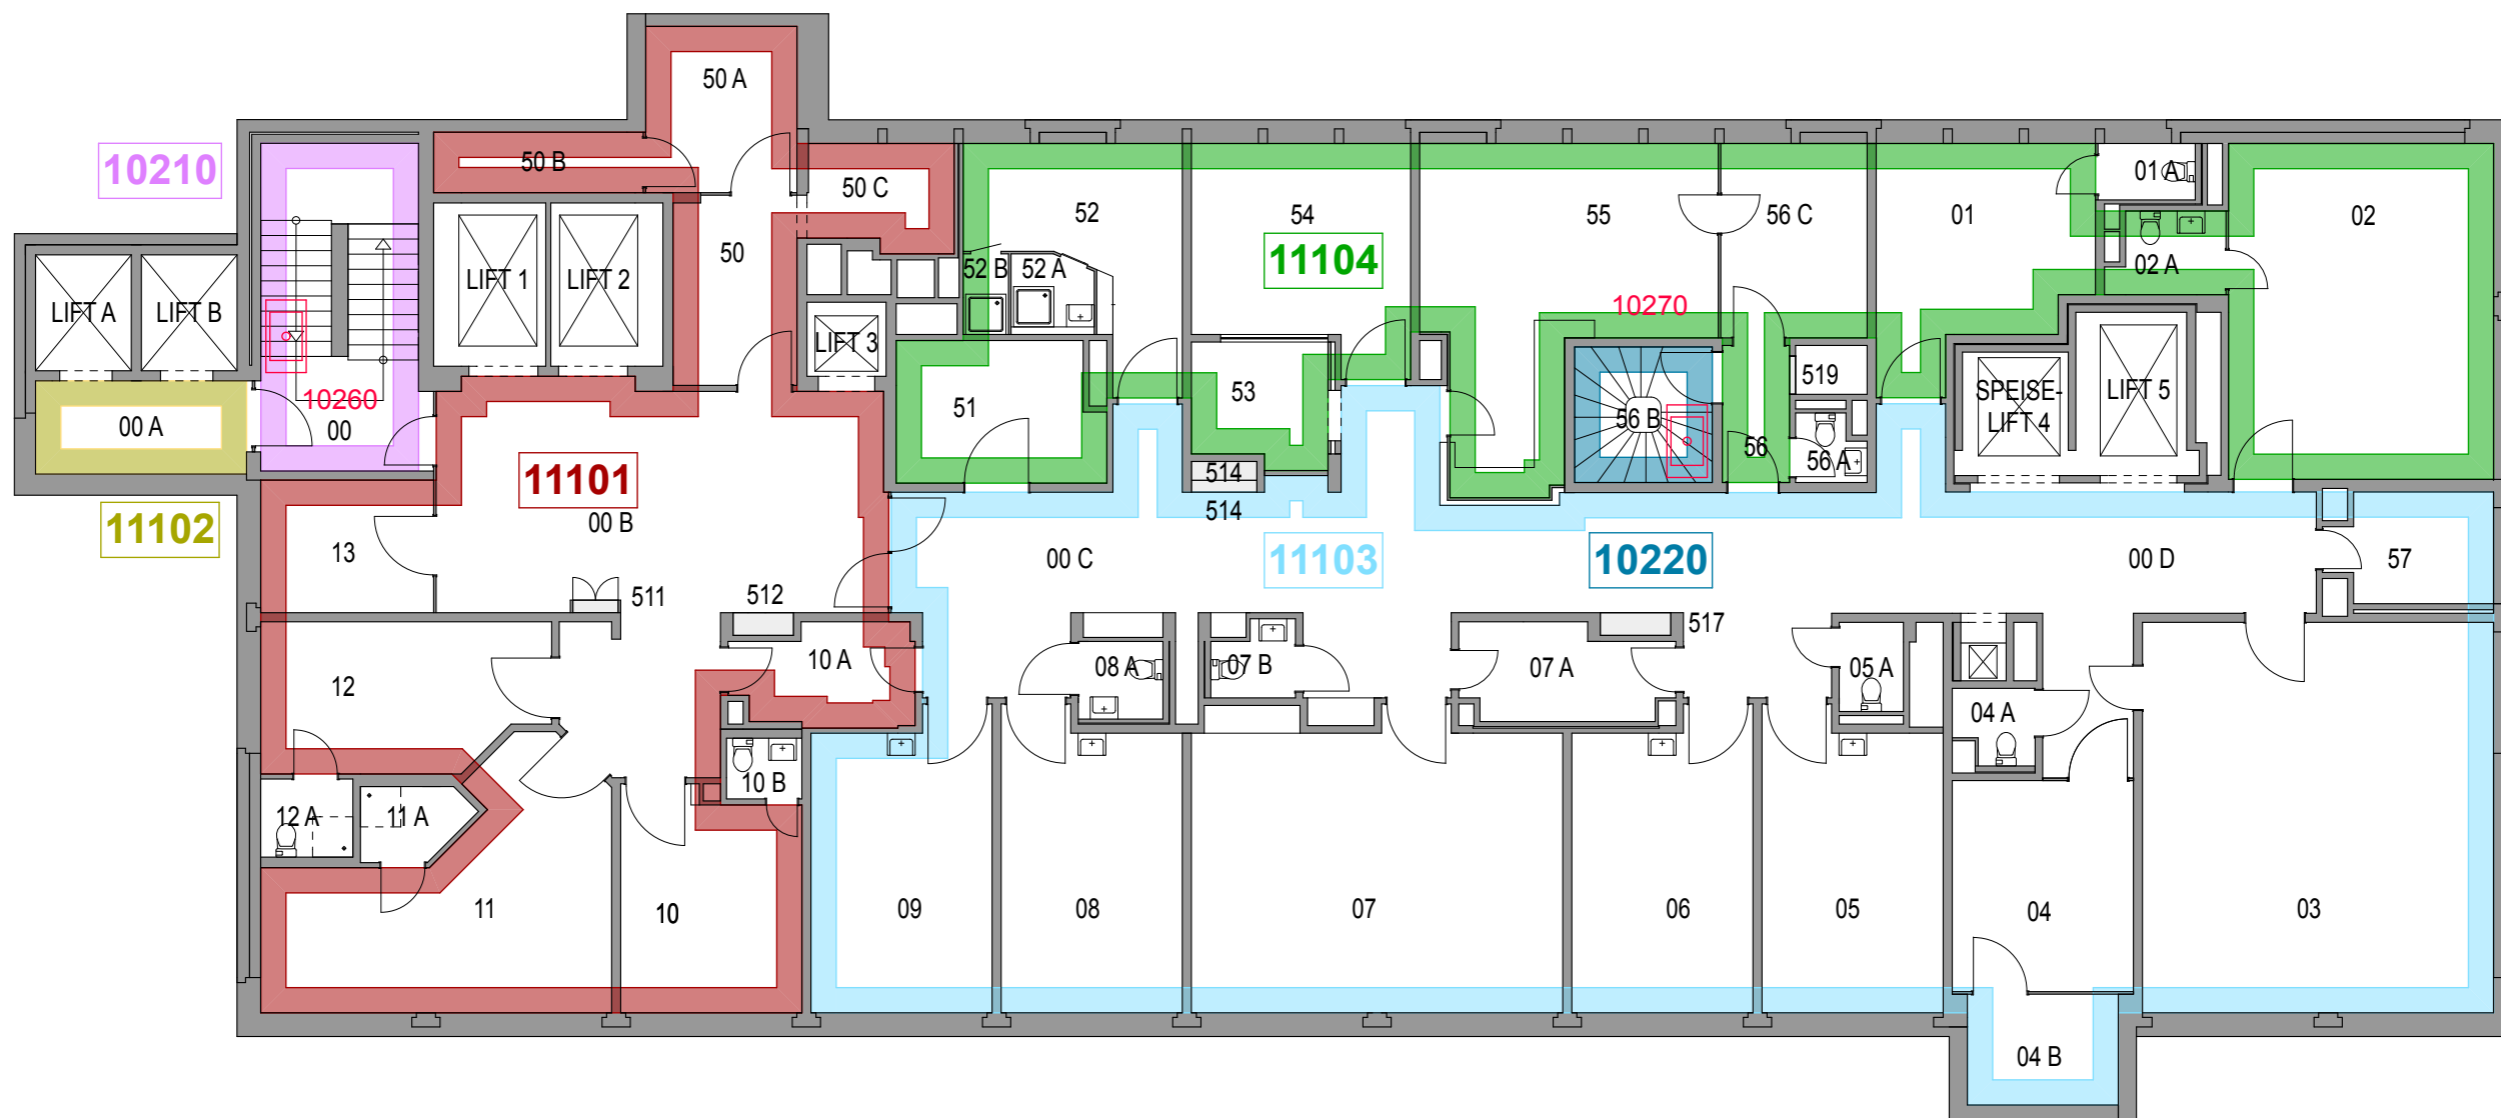 50 A
10210
50 B
50 C
01 A
52
54
55
56 C
01
02
50
11104
52 B
52 A
02 A
LIFT 1
LIFT 2
LIFT A
LIFT B
10270
LIFT 3
519
SPEISE-
LIFT 4
LIFT 5
10260
00
00 A
51
53
56 B
56
56 A
11101
514
514
11102
00 B
13
00 C
11103
10220
00 D
57
511
512
517
12
10 A
08 A
07 B
07 A
05 A
04 A
10 B
12 A
11 A
11
10
09
08
07
06
05
04
03
04 B